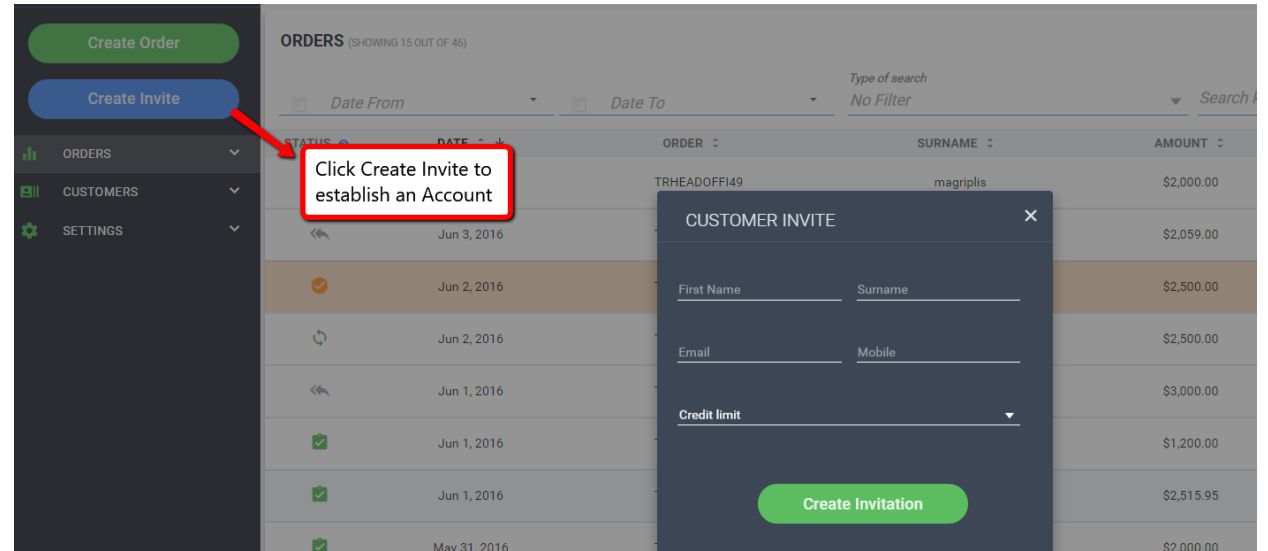 Create Order
Create Invite
ORDERS
CUSTOMERS
SETTINGS
ORDERS (SHOWING 15 OUT OF 46)
Type of search
Date From Date To No Filter Search
STATUS DATE ORDER SURNAME AMOUNT
Click Create Invite to
establish an Account
TRHEADOFFI49 magriplis $2,000.00
Jun 3, 2016 $2,059.00
Jun 2, 2016 $2,500.00
Jun 2, 2016 $2,500.00
Jun 1, 2016 $3,000.00
Jun 1, 2016 $1,200.00
Jun 1, 2016 $2,515.95
May 31, 2016 $2,000.00
CUSTOMER INVITE
First Name Surname
Email Mobile
Credit limit
Create Invitation